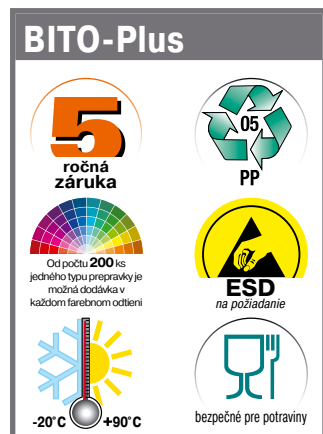 BITO-Plus
5
ročná
záruka
05
PP
Od počtu 200 ks
jedného typu prepravky je
možná dodávka v
každom farebnom odtieni
ESD
na požiadanie
-20°C +90°C
bezpečné pre potraviny